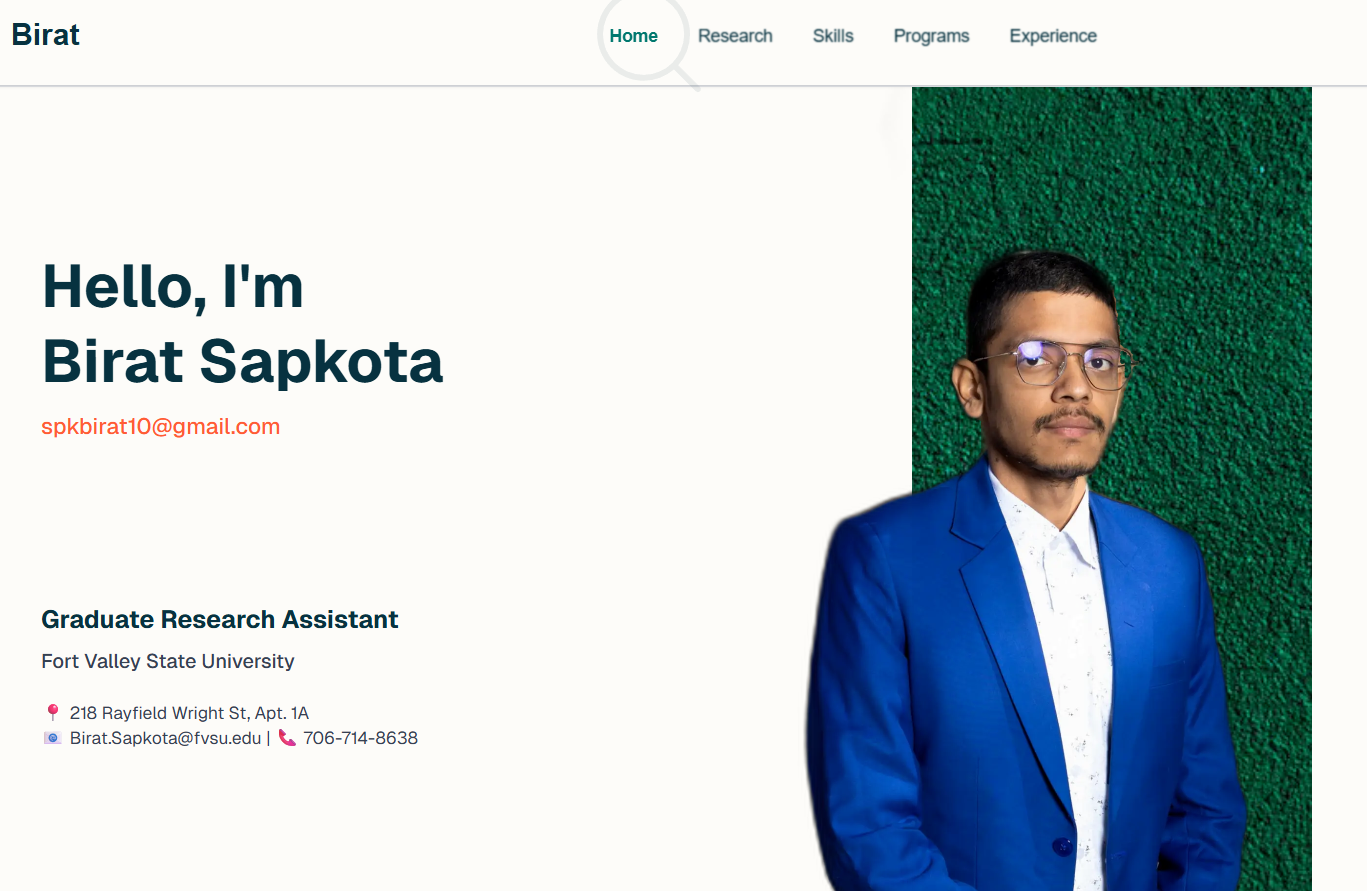 Birat
Home Research Skills Programs Experience
Hello, I'm
Birat Sapkota
spkbirat10@gmail.com
Graduate Research Assistant
Fort Valley State University
218 Rayfield Wright St, Apt. 1A
Birat.Sapkota@fvsu.edu | 706-714-8638